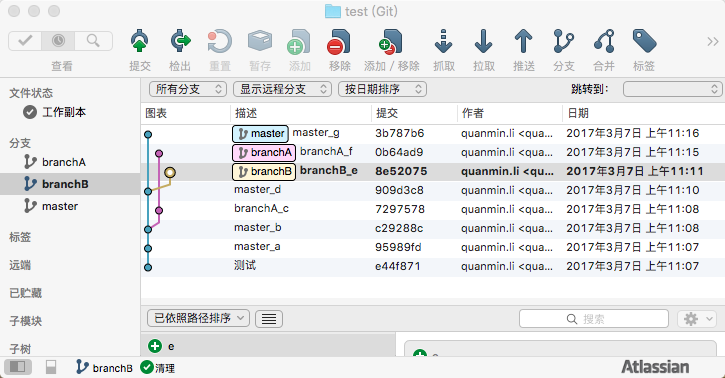 test (Git)
查看 提交 检出 重置 暂存 添加 移除 添加 / 移除 抓取 拉取 推送 分支 合并 标签
所有分支 显示远程分支 按日期排序 跳转到:
文件状态
工作副本
分支
branchA
branchB
master
标签
远端
已贮藏
子模块
子树
图表 描述 提交 作者 日期
master master_g 3b787b6 quanmin.li <qua... 2017年3月7日 上午11:16
branchA branchA_f 0b64ad9 quanmin.li <qua... 2017年3月7日 上午11:15
branchB branchB_e 8e52075 quanmin.li <qua... 2017年3月7日 上午11:11
master_d 909d3c8 quanmin.li <qua... 2017年3月7日 上午11:10
branchA_c 7297578 quanmin.li <qua... 2017年3月7日 上午11:08
master_b c29288c quanmin.li <qua... 2017年3月7日 上午11:08
master_a 95989fd quanmin.li <qua... 2017年3月7日 上午11:07
测试 e44f871 quanmin.li <qua... 2017年3月7日 上午11:07
已依照路径排序 搜索
e
branchB 清理 Atlassian